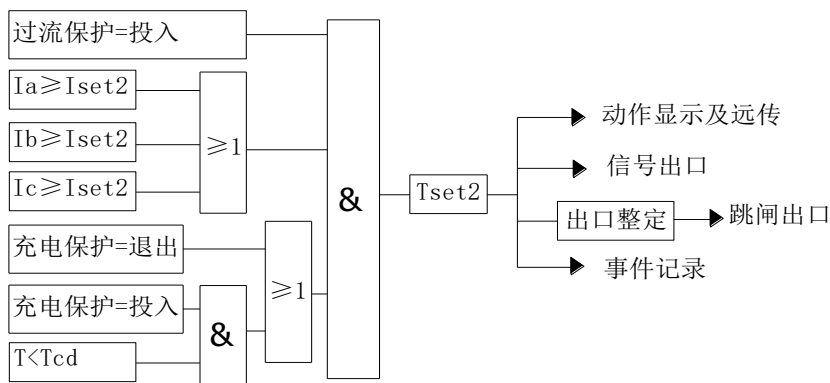 过流保护=投入
Ia≥Iset2
Ib≥Iset2
Ic≥Iset2
≥1
充电保护=退出
充电保护=投入
T<Tcd
&
≥1
&
Tset2
动作显示及远传
信号出口
出口整定
跳闸出口
事件记录